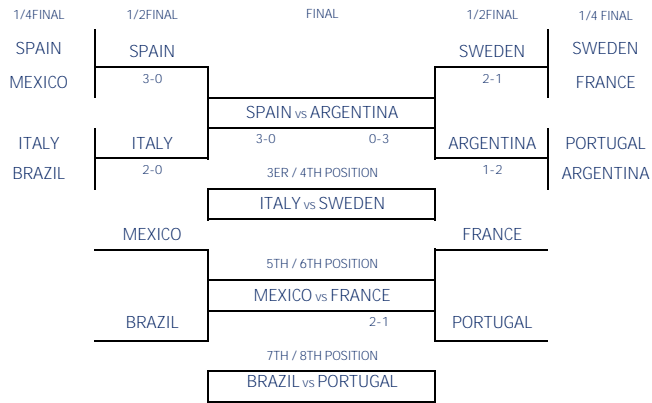 1/4FINAL 1/2FINAL FINAL 1/2FINAL 1/4 FINAL
SPAIN SPAIN SWEDEN SWEDEN
MEXICO 3-0 2-1 FRANCE
SPAIN vs ARGENTINA
3-0 0-3
ITALY ITALY ARGENTINA PORTUGAL
BRAZIL 2-0 1-2 ARGENTINA
3ER / 4TH POSITION
ITALY vs SWEDEN
MEXICO FRANCE
5TH / 6TH POSITION
MEXICO vs FRANCE
2-1
BRAZIL PORTUGAL
7TH / 8TH POSITION
BRAZIL vs PORTUGAL